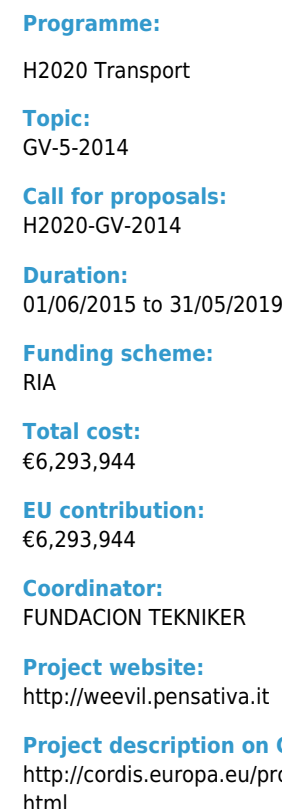 Programme:
H2020 Transport
Topic:
GV-5-2014
Call for proposals:
H2020-GV-2014
Duration:
01/06/2015 to 31/05/2019
Funding scheme:
RIA
Total cost:
€6,293,944
EU contribution:
€6,293,944
Coordinator:
FUNDACION TEKNIKER
Project website:
http://weevil.pensativa.it
Project description on
http://cordis.europa.eu/pro
html